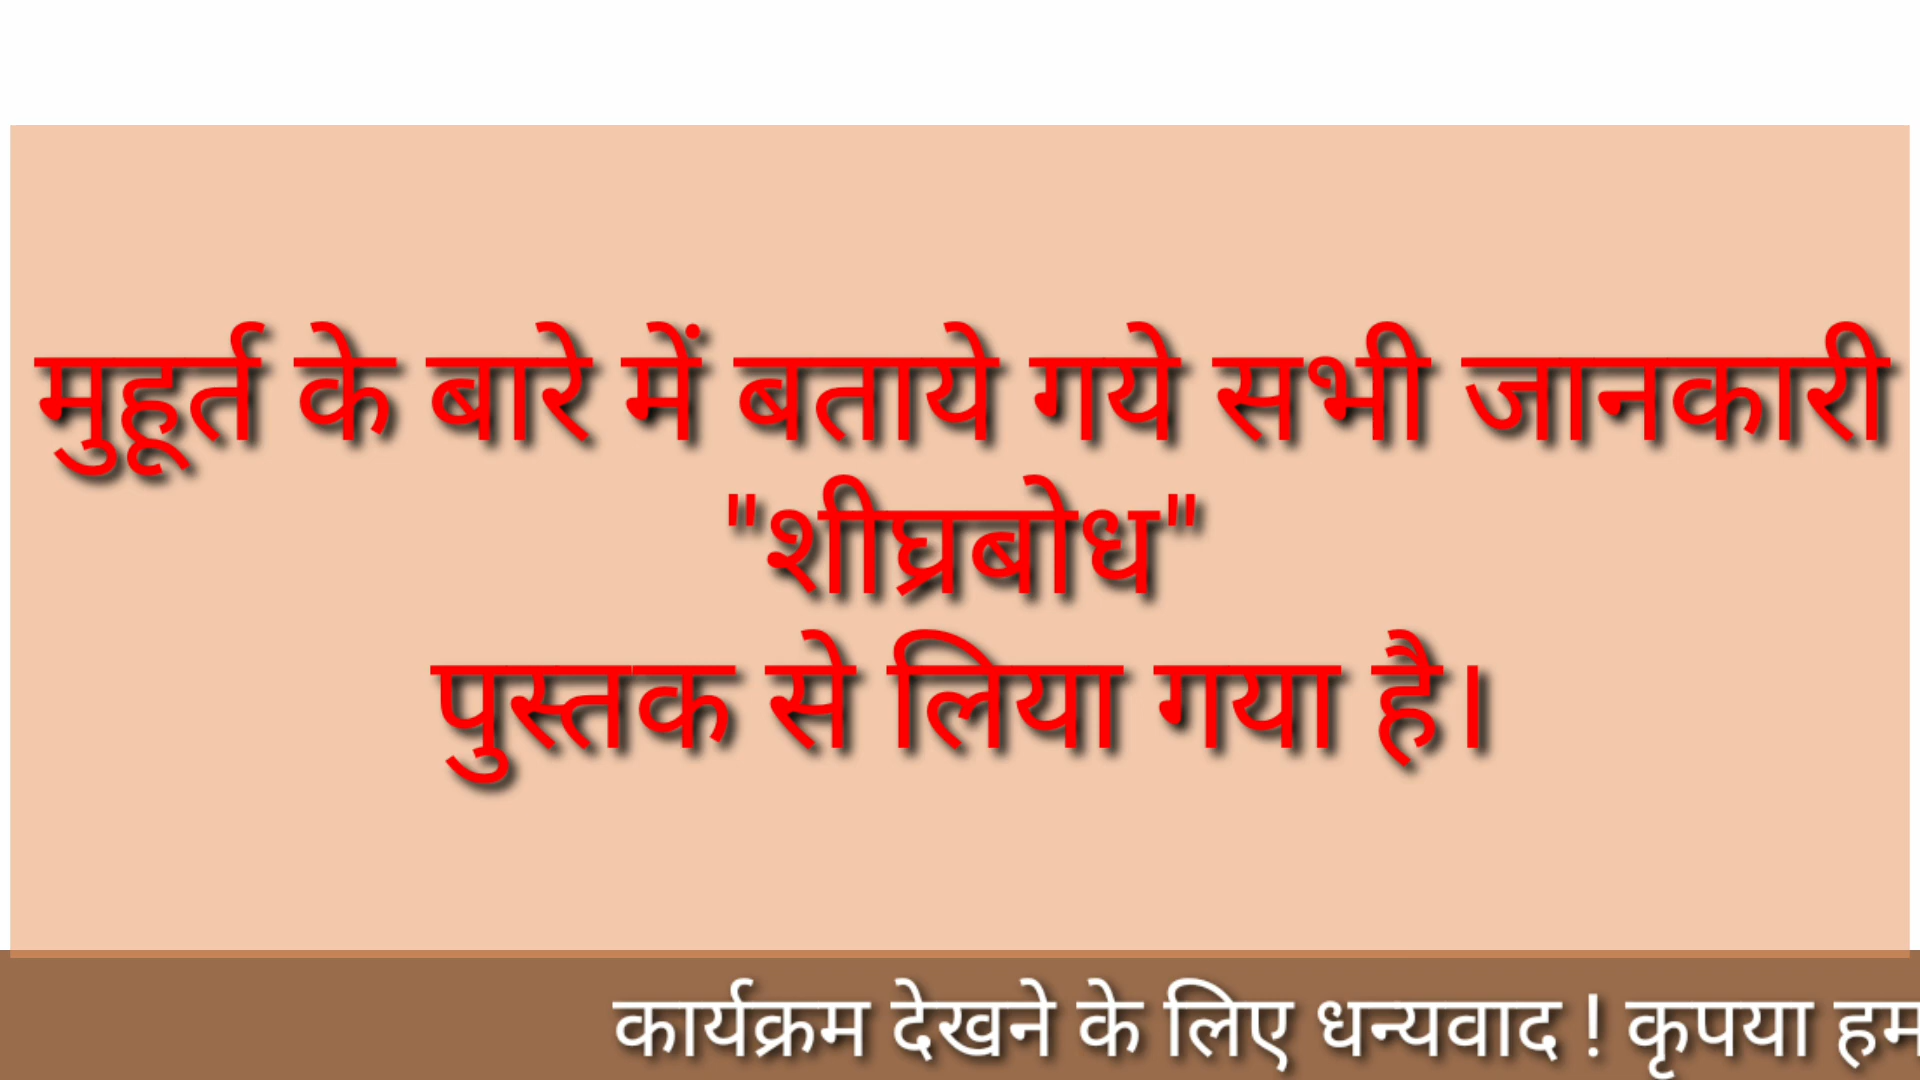 मुहूर्त के बारे में बताये गये सभी जानकारी
"शीघ्रबोध"
पुस्तक से लिया गया है।
कार्यक्रम देखने के लिए धन्यवाद ! कृपया